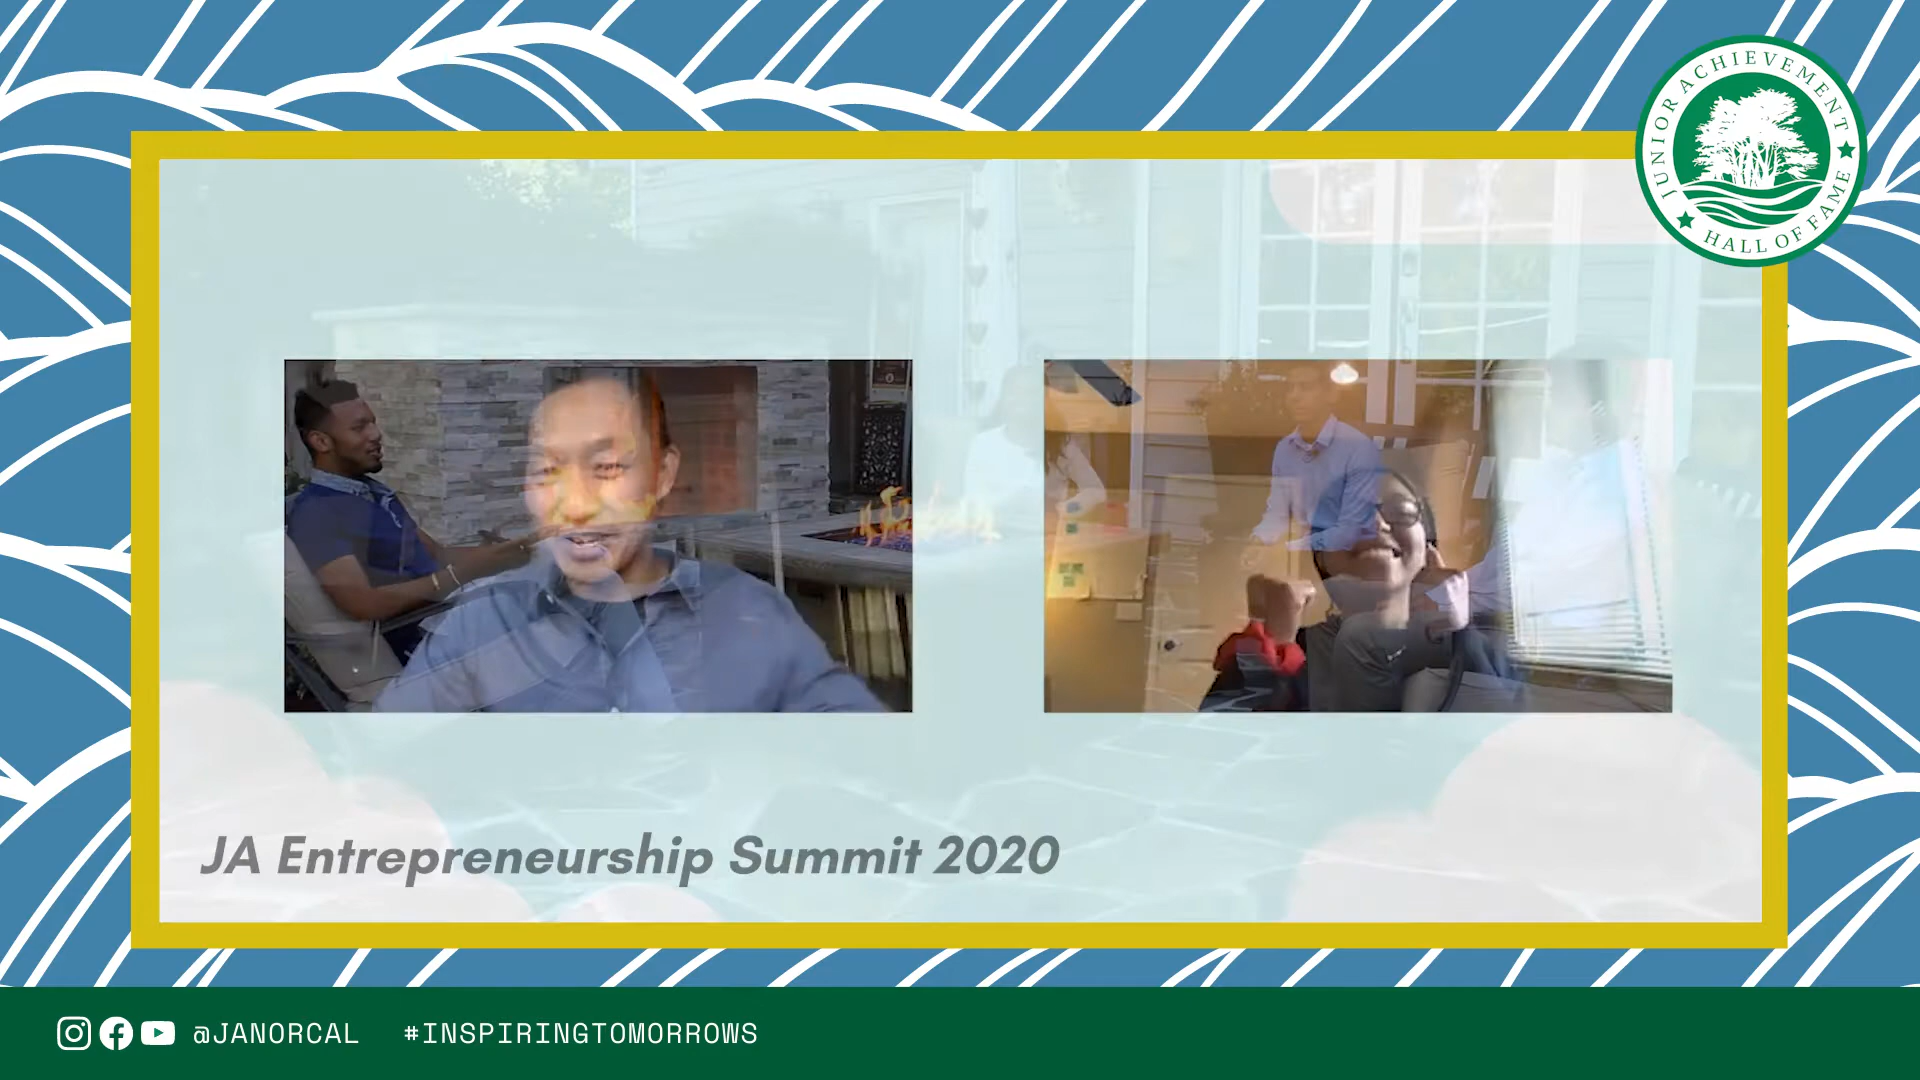 JUNIOR ACHIEVEMENT
HALL OF FAME
JA Entrepreneurship Summit 2020
@JANORCAL #INSPIRINGTOMORROWS